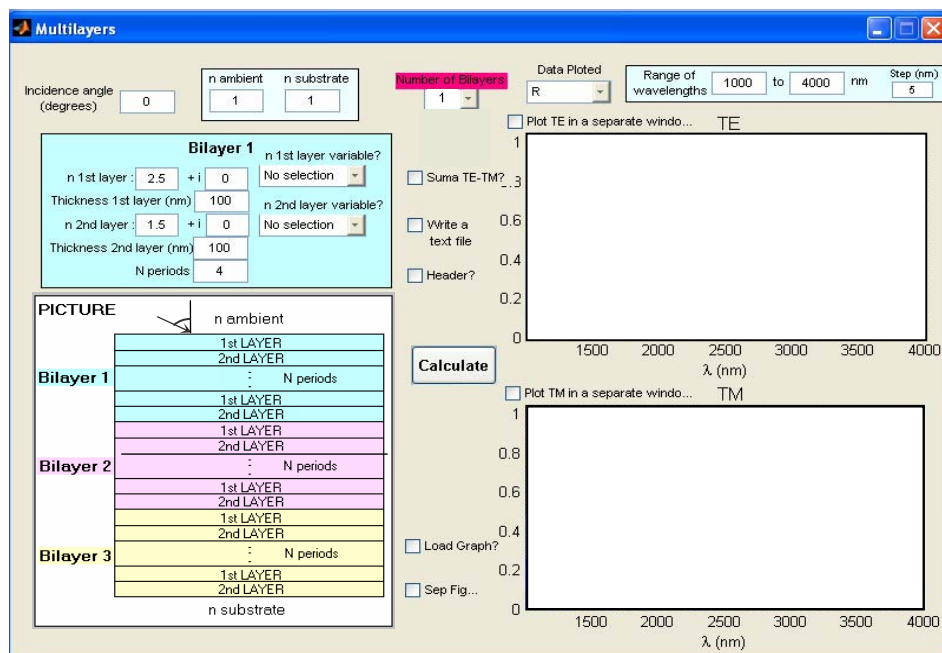 Multilayers
Incidence angle
(degrees)
0
n ambient
n substrate
1
1
Number of Bilayers
1
Data Ploted
R
Range of
wavelengths
1000
to
4000
nm
Step (nm)
5
Bilayer 1
n 1st layer :
2.5
+ i
0
Thickness 1st layer (nm)
100
n 2nd layer :
1.5
+ i
0
Thickness 2nd layer (nm)
100
N periods
4
n 1st layer variable?
No selection
n 2nd layer variable?
No selection
Suma TE-TM?
Write a
text file
Header?
Calculate
Load Graph?
Sep Fig...
Plot TE in a separate windo...
TE
1
0.8
0.6
0.4
0.2
0
1500
2000
2500
3000
3500
4000
λ (nm)
Plot TM in a separate windo...
TM
1
0.8
0.6
0.4
0.2
0
1500
2000
2500
3000
3500
4000
λ (nm)
PICTURE
n ambient
Bilayer 1
1st LAYER
2nd LAYER
N periods
1st LAYER
2nd LAYER
Bilayer 2
1st LAYER
2nd LAYER
N periods
1st LAYER
2nd LAYER
Bilayer 3
1st LAYER
2nd LAYER
N periods
1st LAYER
2nd LAYER
n substrate